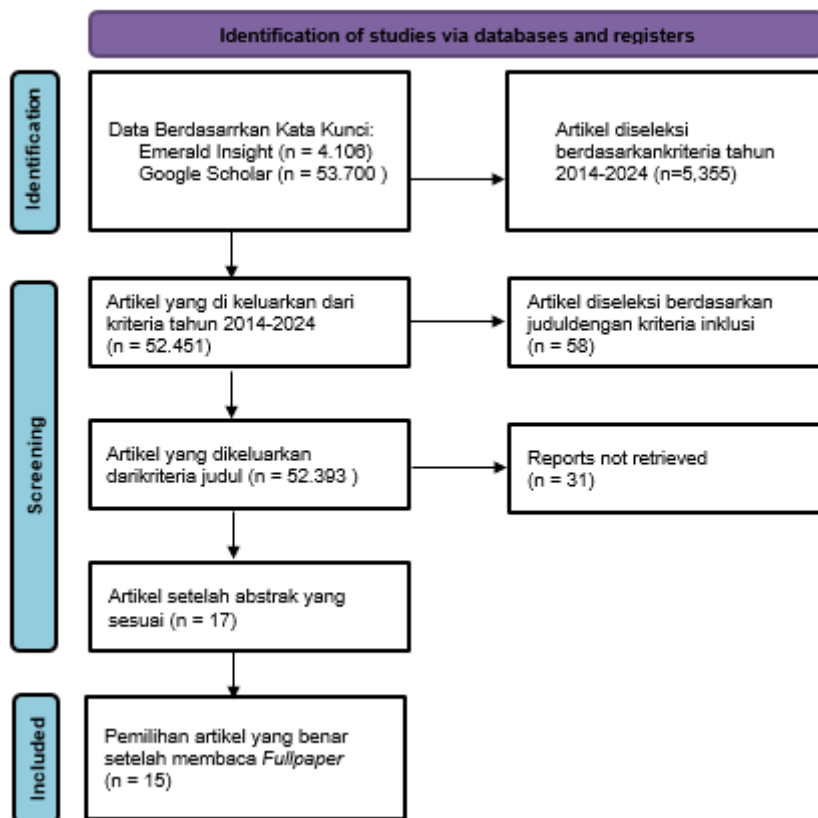 Identification of studies via databases and registers
Identification
Data Berdasarrkan Kata Kunci:
Emerald Insight (n = 4.106)
Google Scholar (n = 53.700 )
Artikel diseleksi
berdasarkankriteria tahun
2014-2024 (n=5,355)
Screening
Artikel yang di keluarkan dari
kriteria tahun 2014-2024
(n = 52.451)
Artikel diseleksi berdasarkan
juduldengan kriteria inklusi
(n = 58)
Artikel yang dikeluarkan
darikriteria judul (n = 52.393 )
Reports not retrieved
(n = 31)
Artikel setelah abstrak yang
sesuai (n = 17)
Included
Pemilihan artikel yang benar
setelah membaca Fullpaper
(n = 15)